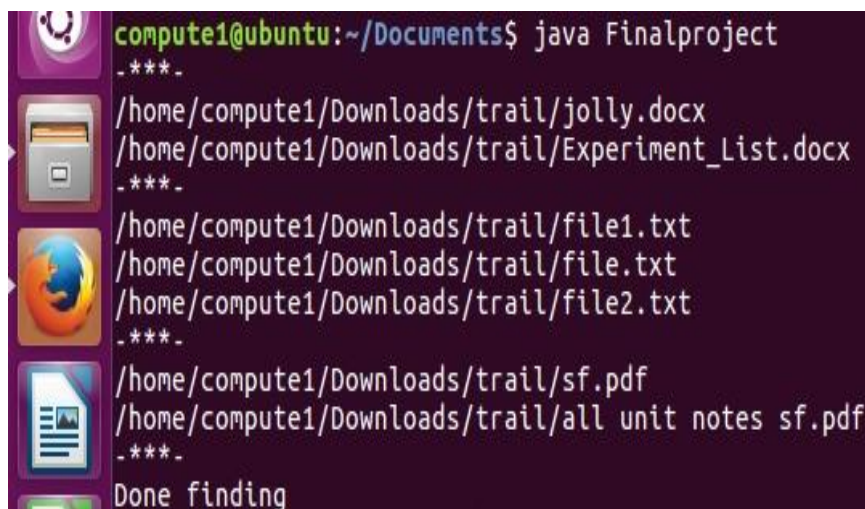 compute1@ubuntu:~/Documents$ java Finalproject
-***-
/home/compute1/Downloads/trail/jolly.docx
/home/compute1/Downloads/trail/Experiment_List.docx
-***-
/home/compute1/Downloads/trail/file1.txt
/home/compute1/Downloads/trail/file.txt
/home/compute1/Downloads/trail/file2.txt
-***-
/home/compute1/Downloads/trail/sf.pdf
/home/compute1/Downloads/trail/all unit notes sf.pdf
-***-
Done finding